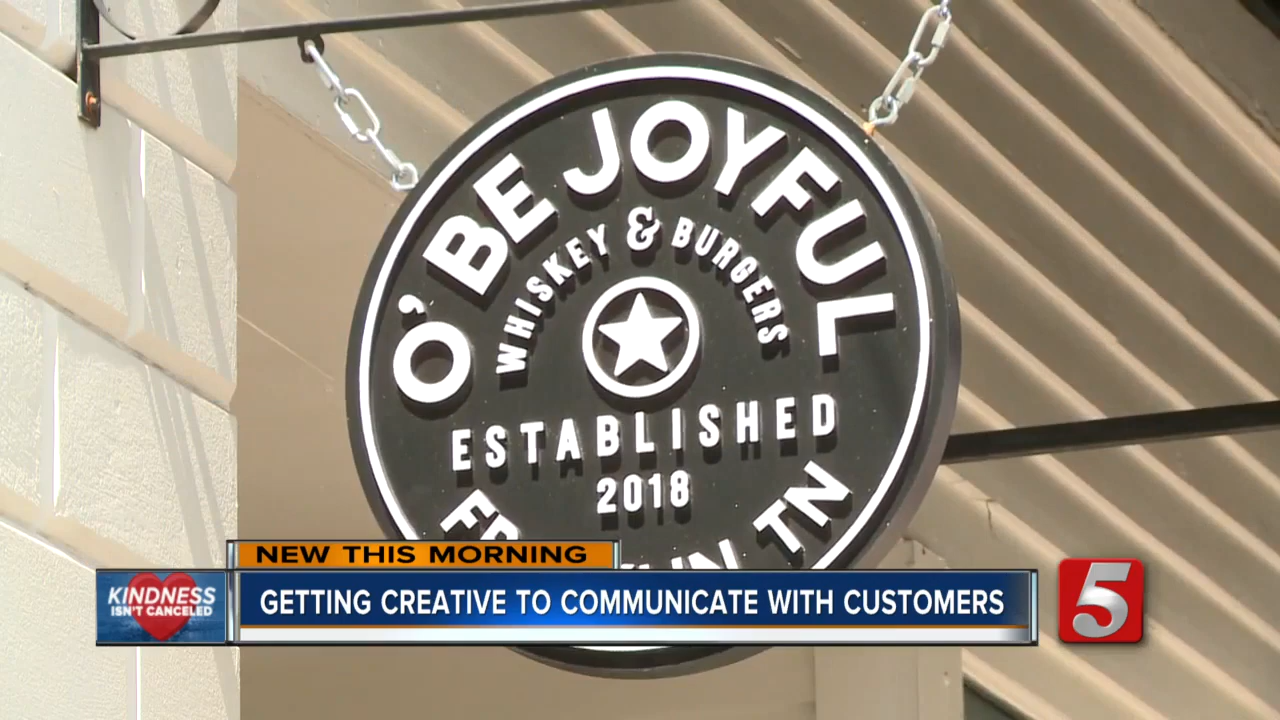 O' BE JOYFUL
WHISKEY & BURGERS
ESTABLISHED
2018
TN
NEW THIS MORNING
KINDNESS
ISN'T CANCELED
GETTING CREATIVE TO COMMUNICATE WITH CUSTOMERS
5